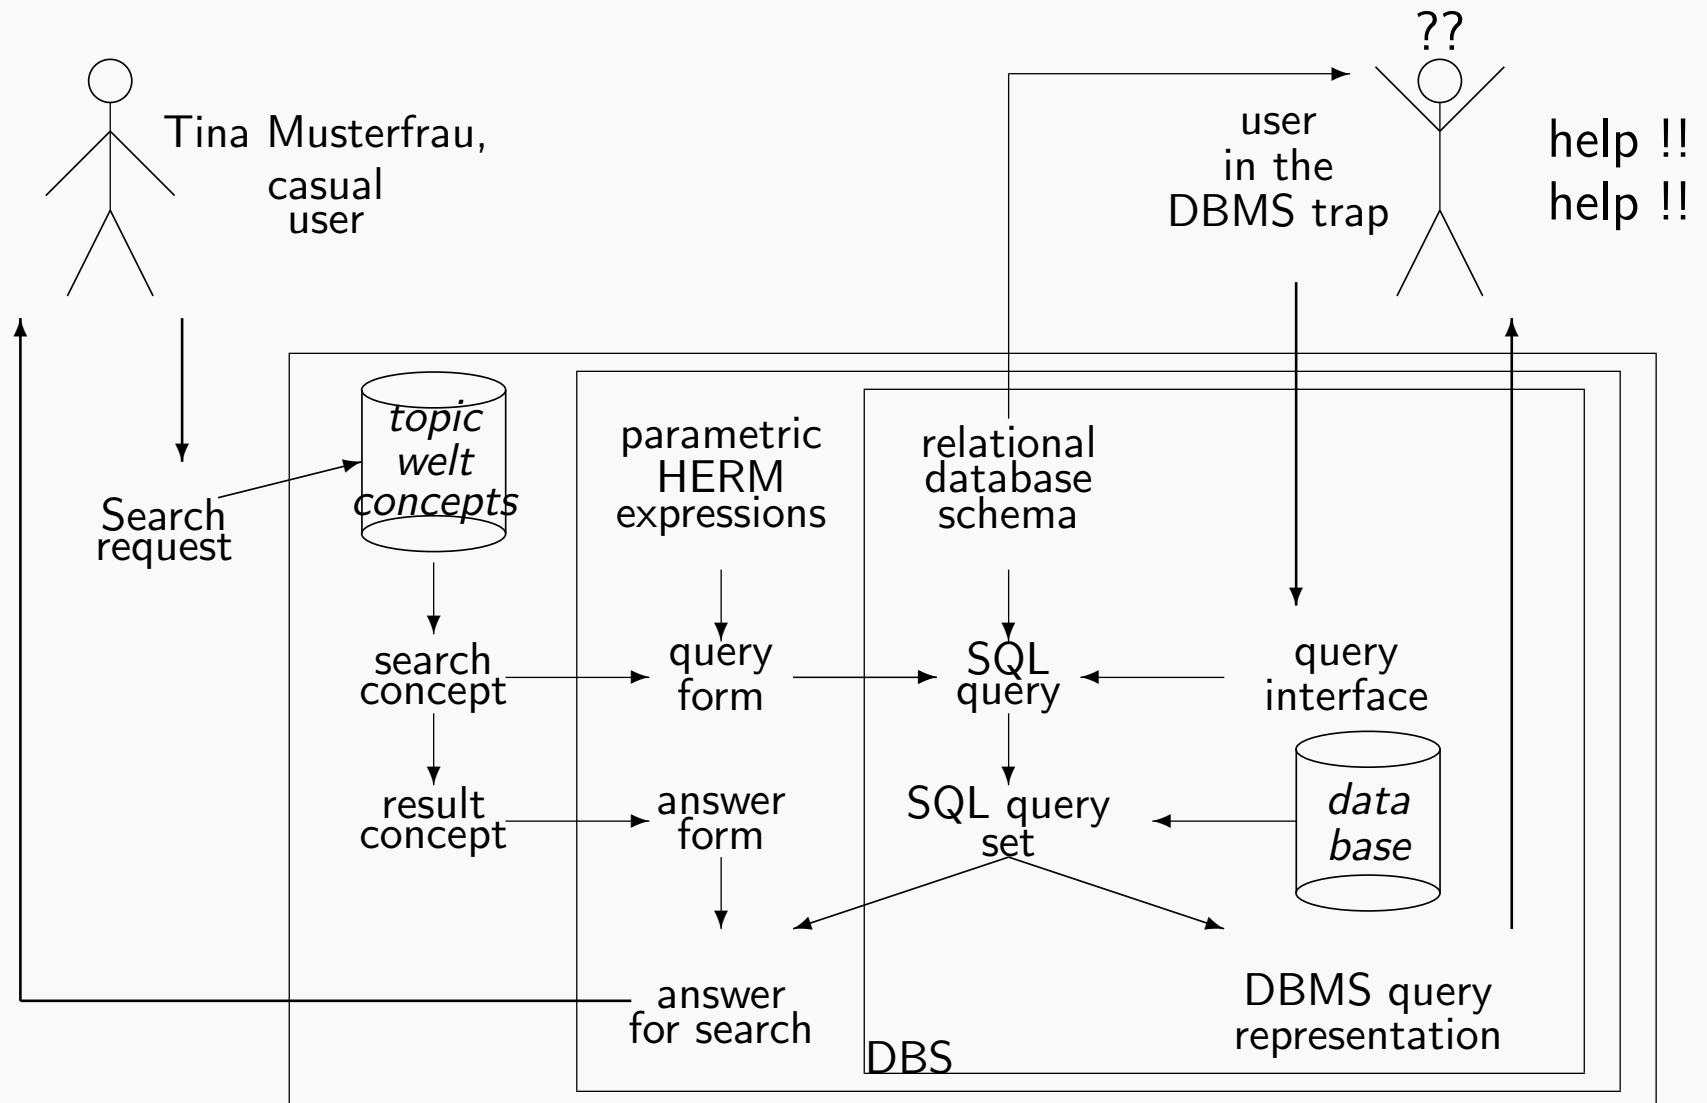 ??
Tina Musterfrau,
casual
user
user
in the
DBMS trap
help !!
help !!
topic
welt
concepts
parametric
HERM
expressions
relational
database
schema
Search
request
search
concept
query
form
SQL
query
query
interface
result
concept
answer
form
SQL query
set
data
base
answer
for search
DBMS query
representation
DBS